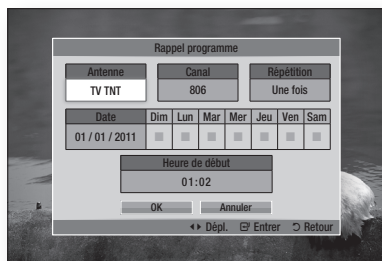 Rappel programme
Antenne Canal Répétition
TV TNT 806 Une fois
Date Dim Lun Mar Mer Jeu Ven Sam
01 / 01 / 2011
Heure de début
01:02
OK Annuler
Dépl. Entrer Retour